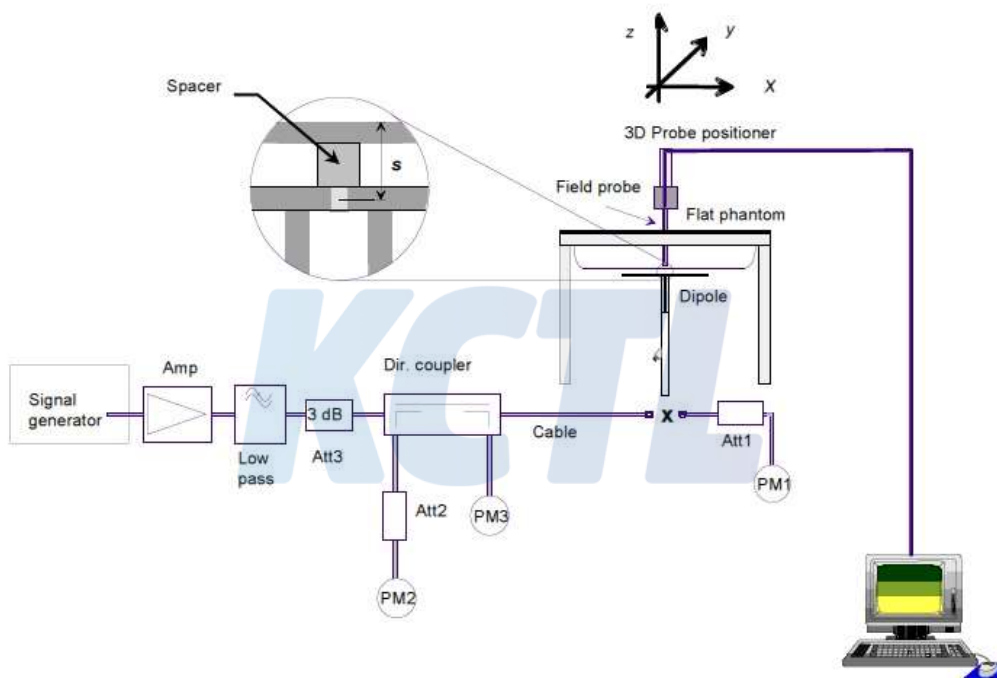 z
y
x
Spacer
s
3D Probe positioner
Field probe
Flat phantom
Dipole
KCTL
Amp
Dir. coupler
Signal
generator
3 dB
Cable
x
Att1
Low
pass
Att3
Att2
PM3
PM1
PM2